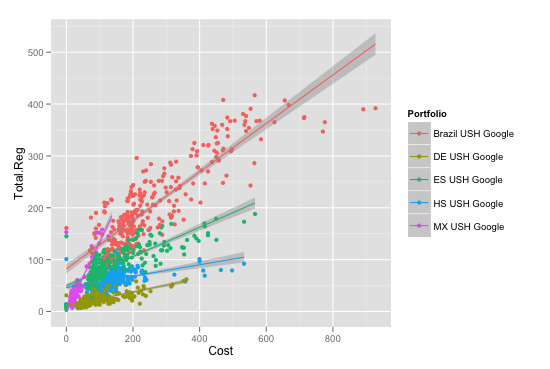 Total.Reg
500
400
300
200
100
0
0
200
400
600
800
Cost
Portfolio
Brazil USH Google
DE USH Google
ES USH Google
HS USH Google
MX USH Google